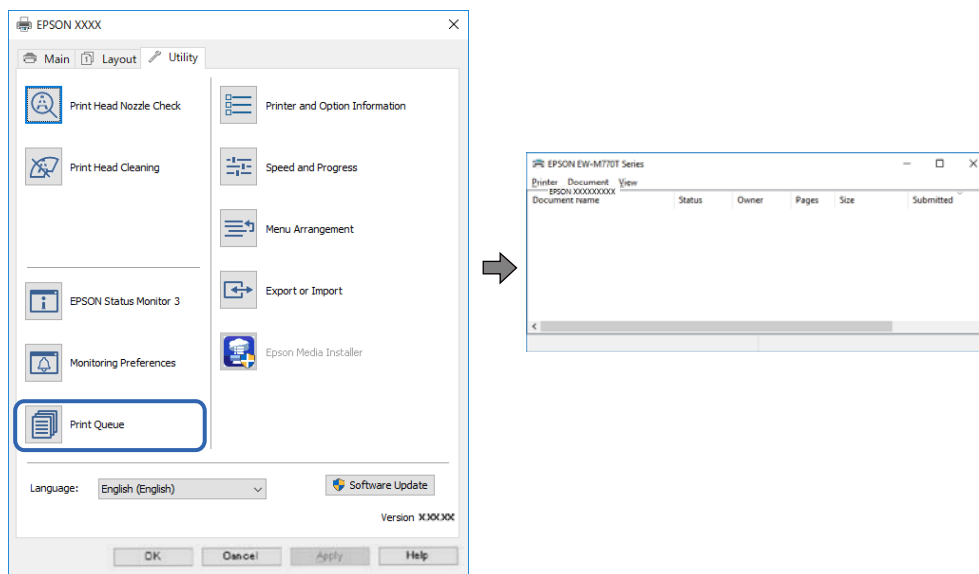 EPSON XXXX
Main Layout Utility
Print Head Nozzle Check
Print Head Cleaning
EPSON Status Monitor 3
Monitoring Preferences
Print Queue
Printer and Option Information
Speed and Progress
Menu Arrangement
Export or Import
Epson Media Installer
Language: English (English)
Software Update
Version X.XX.XX
OK Cancel Apply Help
EPSON EW-M770T Series
Printer Document View
EPSON XXXXXXXXX
Document Name Status Owner Pages Size Submitted